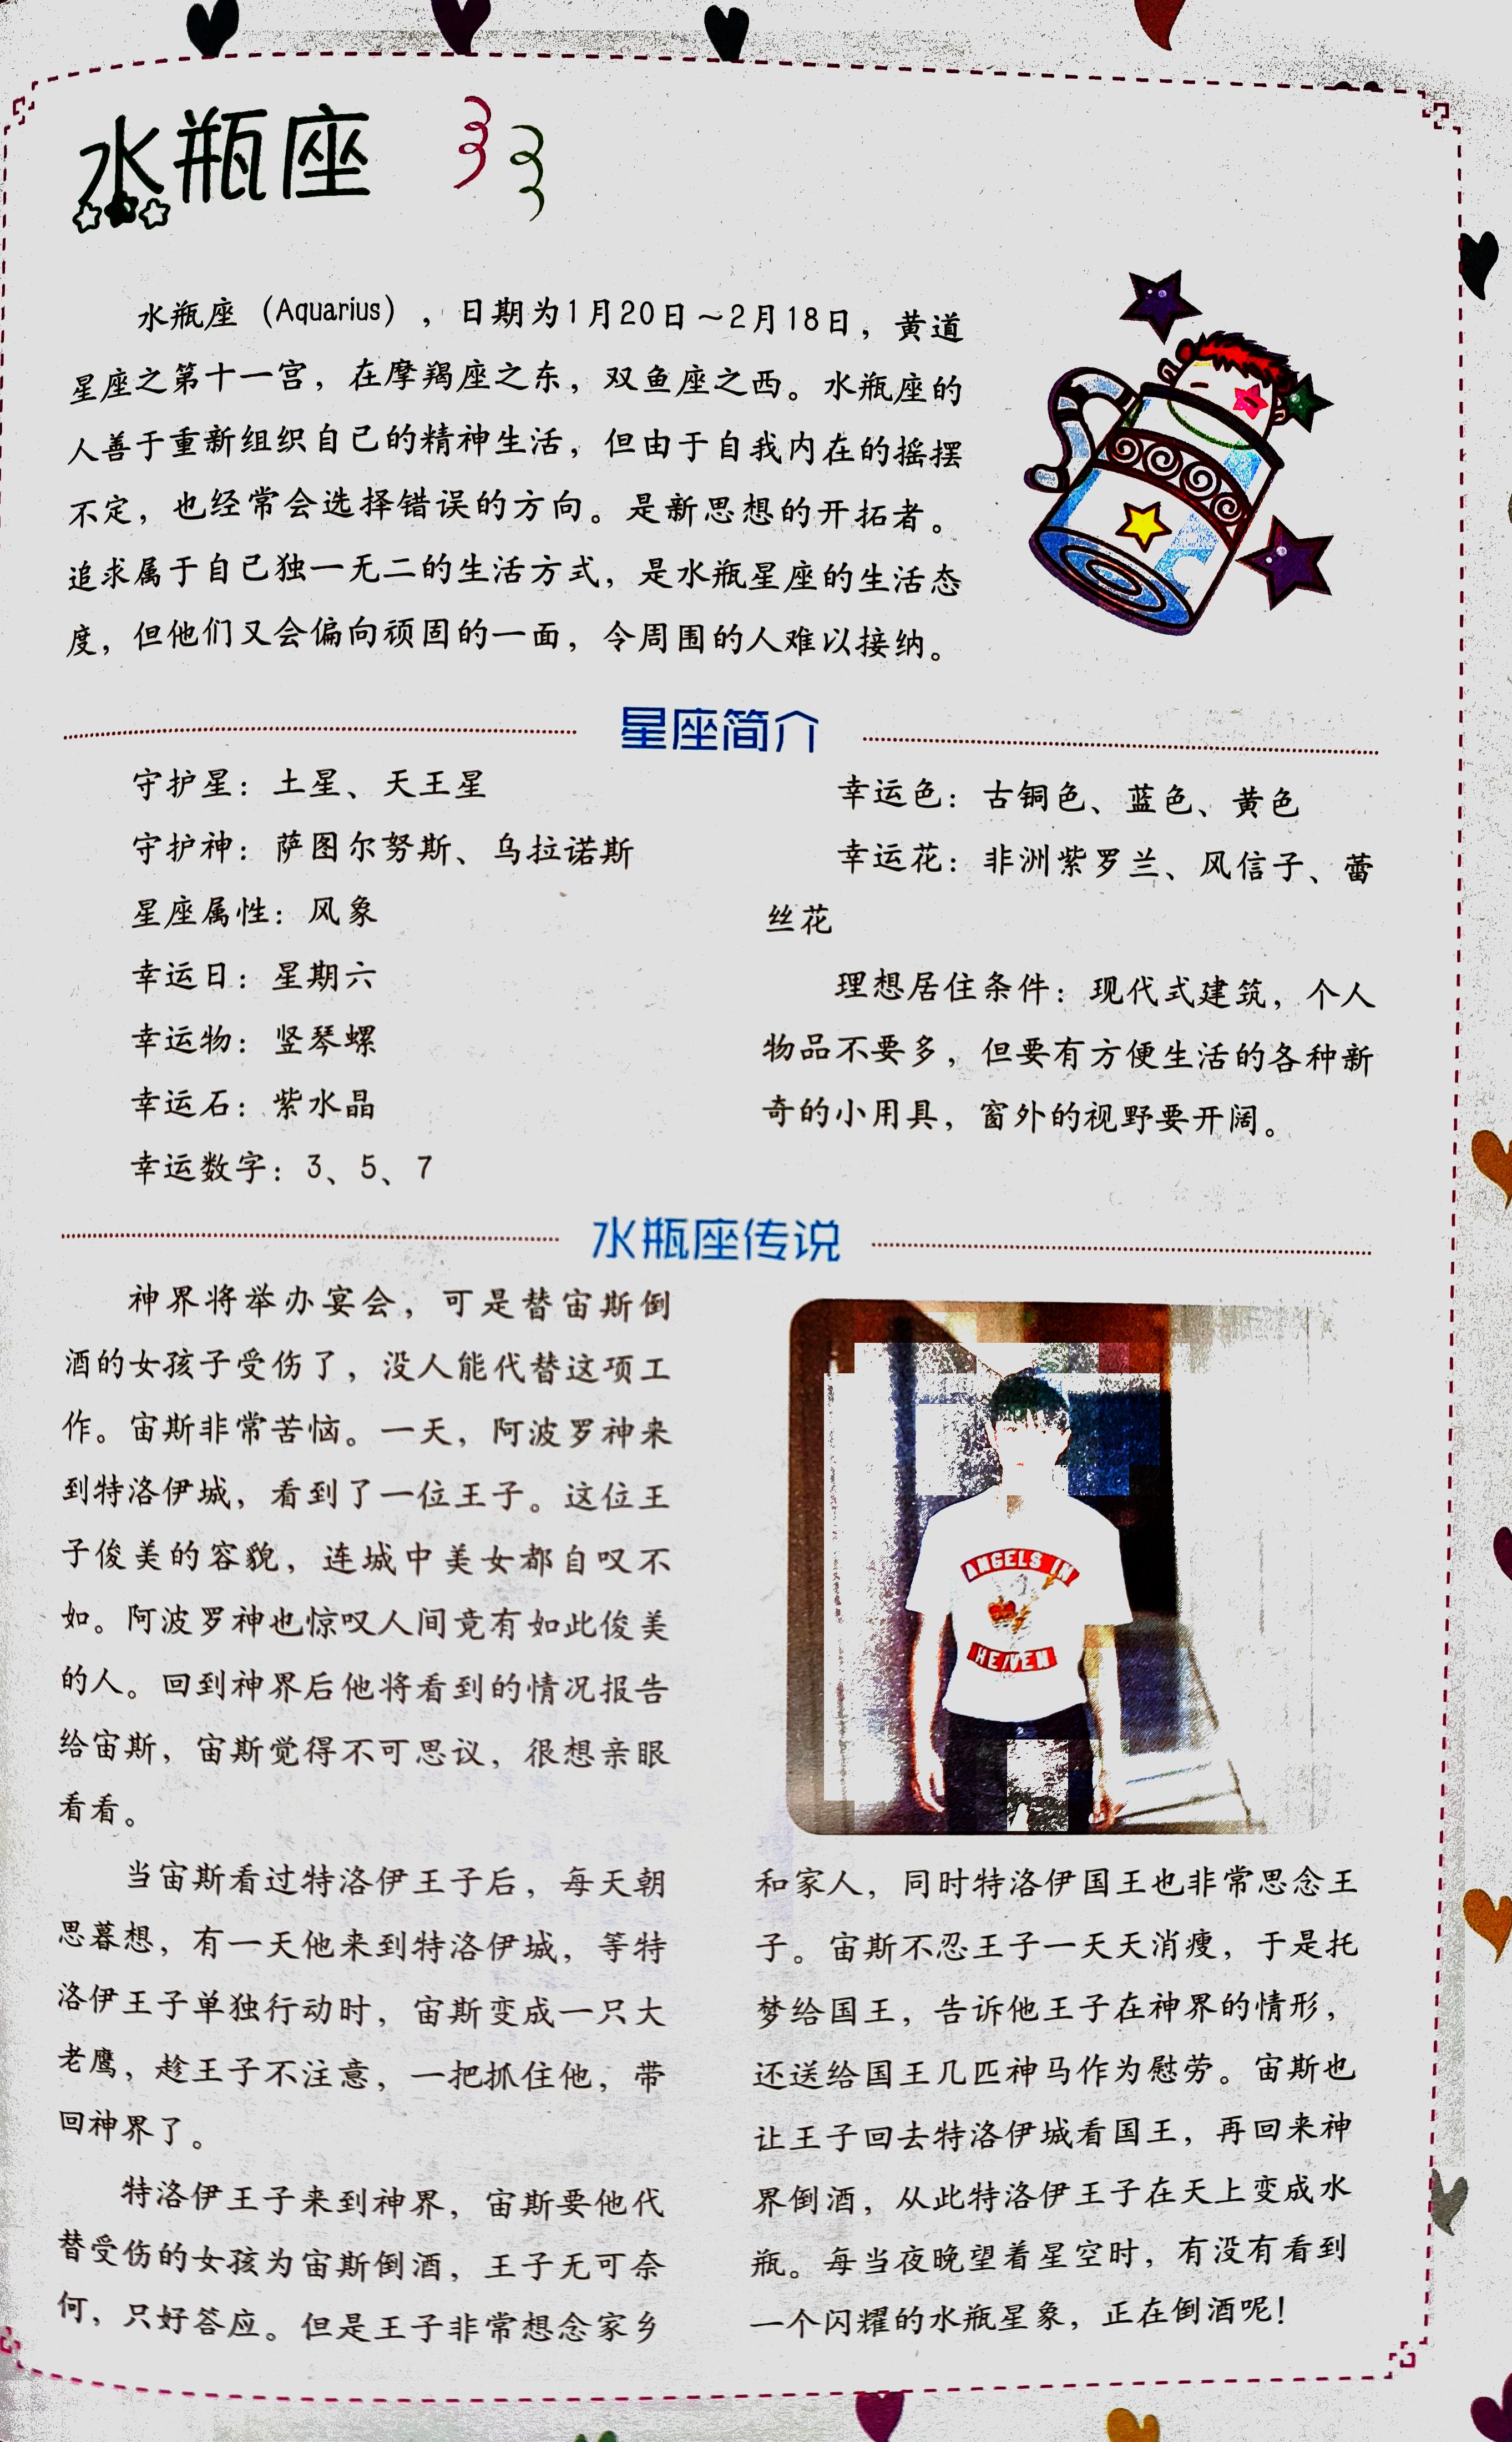 水瓶座
水瓶座（Aquarius），日期为1月20日～2月18日，黄道
星座之第十一宫，在摩羯座之东，双鱼座之西。水瓶座的
人善于重新组织自己的精神生活，但由于自我内在的摇摆
不定，也经常会选择错误的方向。是新思想的开拓者。
追求属于自己独一无二的生活方式，是水瓶星座的生活态
度，但他们又会偏向顽固的一面，令周围的人难以接纳。
星座简介
守护星：土星、天王星
守护神：萨图尔努斯、乌拉诺斯
星座属性：风象
幸运日：星期六
幸运物：竖琴螺
幸运石：紫水晶
幸运数字：3、5、7
幸运色：古铜色、蓝色、黄色
幸运花：非洲紫罗兰、风信子、蕾
丝花
理想居住条件：现代式建筑，个人
物品不要多，但要有方便生活的各种新
奇的小用具，窗外的视野要开阔。
水瓶座传说
神界将举办宴会，可是替宙斯倒
酒的女孩子受伤了，没人能代替这项工
作。宙斯非常苦恼。一天，阿波罗神来
到特洛伊城，看到了一位王子。这位王
子俊美的容貌，连城中美女都自叹不
如。阿波罗神也惊叹人间竟有如此俊美
的人。回到神界后他将看到的情况报告
给宙斯，宙斯觉得不可思议，很想亲眼
看看。
当宙斯看过特洛伊王子后，每天朝
思暮想，有一天他来到特洛伊城，等特
洛伊王子单独行动时，宙斯变成一只大
老鹰，趁王子不注意，一把抓住他，带
回神界了。
特洛伊王子来到神界，宙斯要他代
替受伤的女孩为宙斯倒酒，王子无可奈
何，只好答应。但是王子非常想念家乡
ANGELS IN
HEAVEN
和家人，同时特洛伊国王也非常思念王
子。宙斯不忍王子一天天消瘦，于是托
梦给国王，告诉他王子在神界的情形，
还送给国王几匹神马作为慰劳。宙斯也
让王子回去特洛伊城看国王，再回来神
界倒酒，从此特洛伊王子在天上变成水
瓶。每当夜晚望着星空时，有没有看到
一个闪耀的水瓶星象，正在倒酒呢！